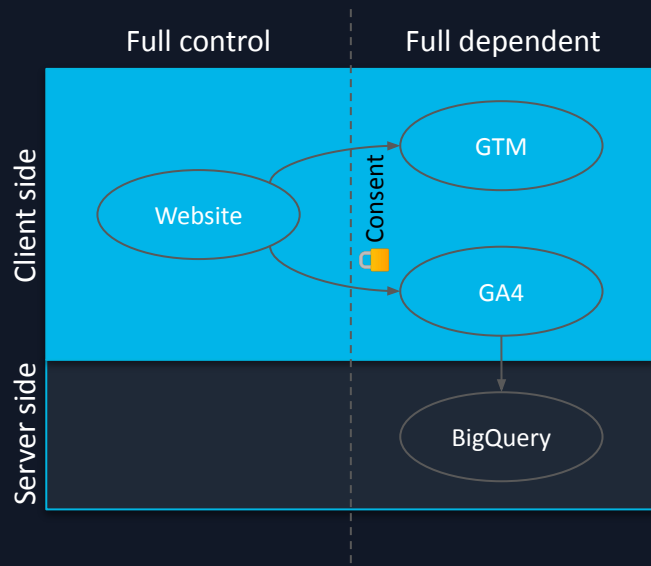 Full control
Full dependent
Client side
Website
Consent
GTM
GA4
Server side
BigQuery